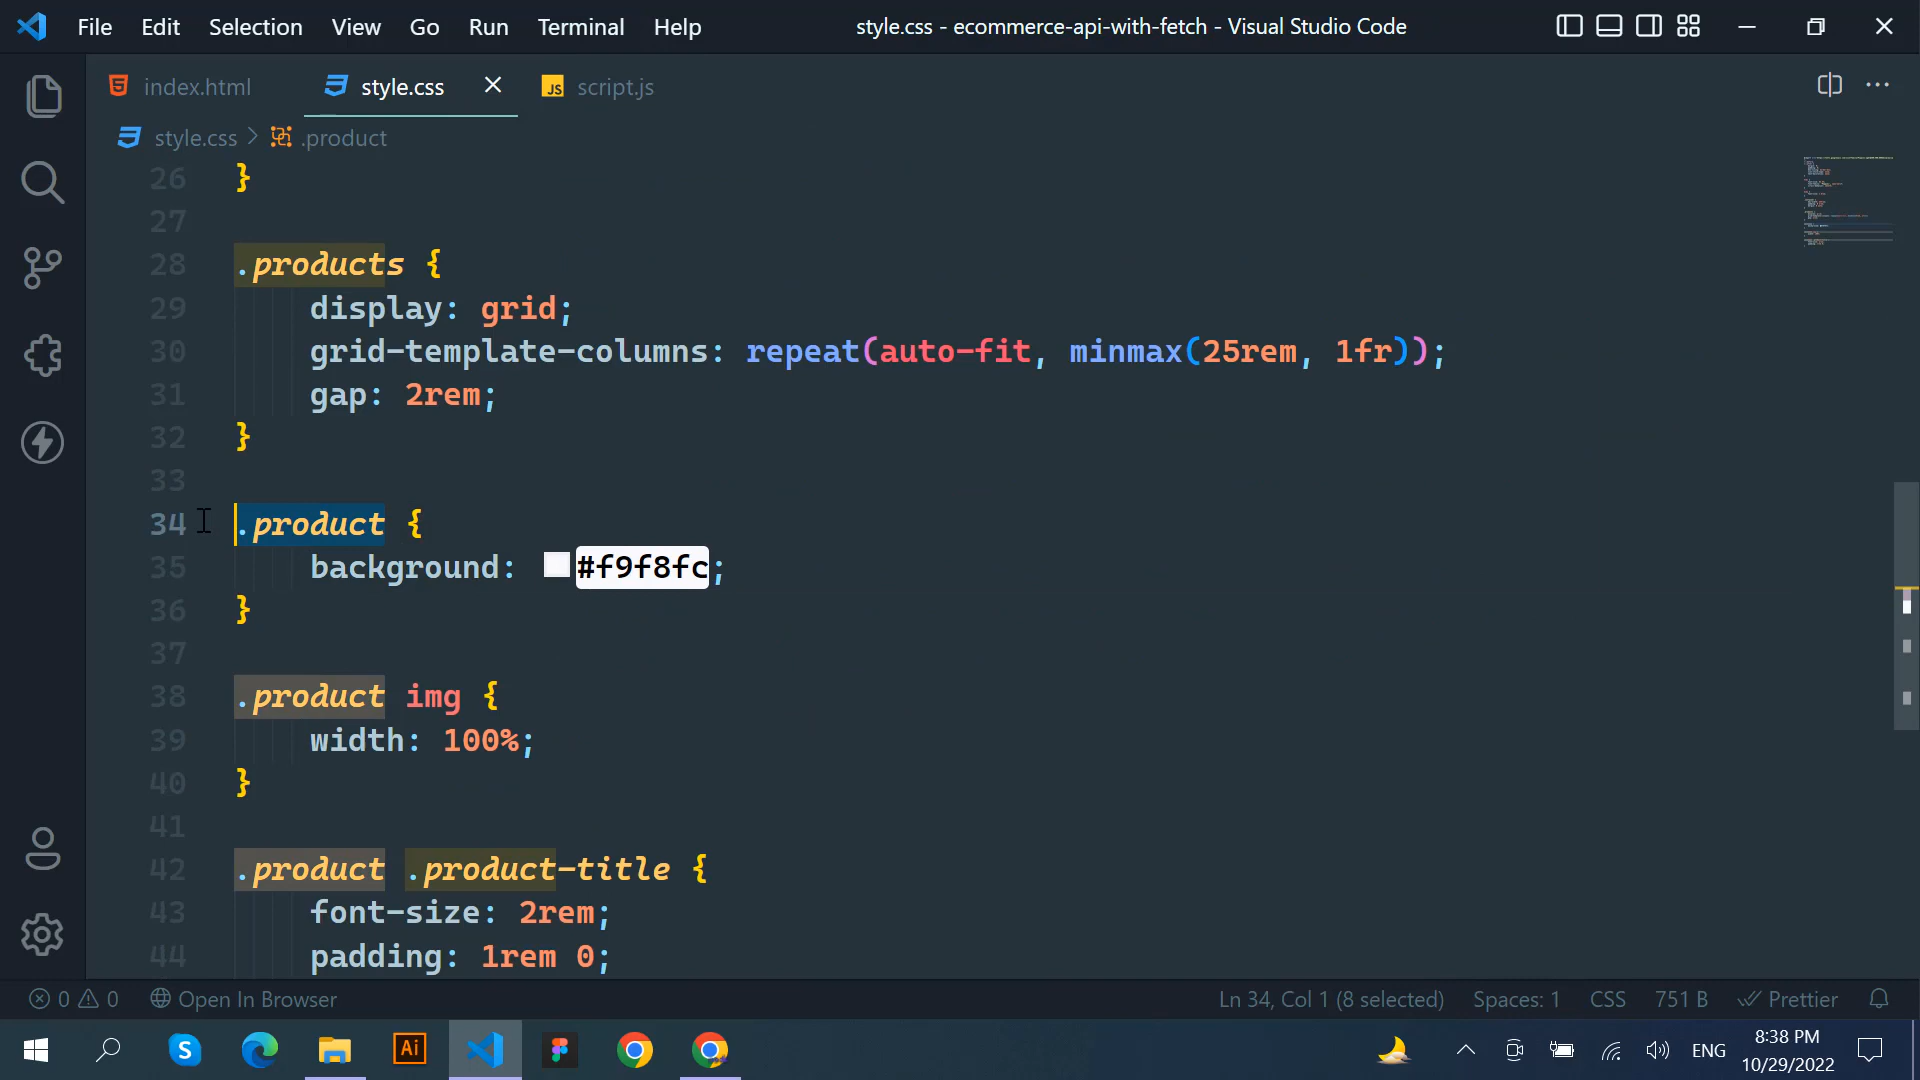 File Edit Selection View Go Run Terminal Help style.css - ecommerce-api-with-fetch - Visual Studio Code
index.html style.css JS script.js
style.css > .product
26 }
27
28 .products {
29 display: grid;
30 grid-template-columns: repeat(auto-fit, minmax(25rem, 1fr));
31 gap: 2rem;
32 }
33
34 .product {
35 background: #f9f8fc;
36 }
37
38 .product img {
39 width: 100%;
40 }
41
42 .product .product-title {
43 font-size: 2rem;
44 padding: 1rem 0;
0 0 Open In Browser Ln 34, Col 1 (8 selected) Spaces: 1 CSS 751 B Prettier
S Ai ENG 8:38 PM
10/29/2022